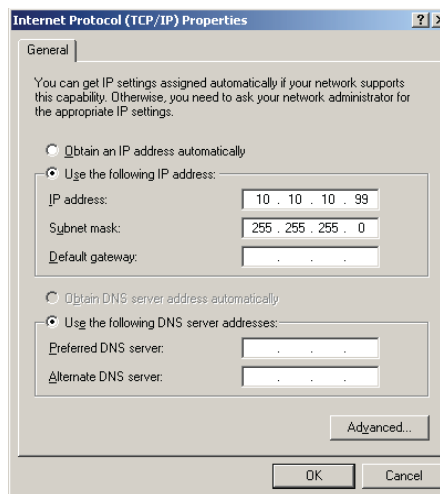 Internet Protocol (TCP/IP) Properties
General
You can get IP settings assigned automatically if your network supports
this capability. Otherwise, you need to ask your network administrator for
the appropriate IP settings.
Obtain an IP address automatically
Use the following IP address:
IP address: 10 . 10 . 10 . 99
Subnet mask: 255 . 255 . 255 . 0
Default gateway: . . .
Obtain DNS server address automatically
Use the following DNS server addresses:
Preferred DNS server: . . .
Alternate DNS server: . . .
Advanced...
OK Cancel